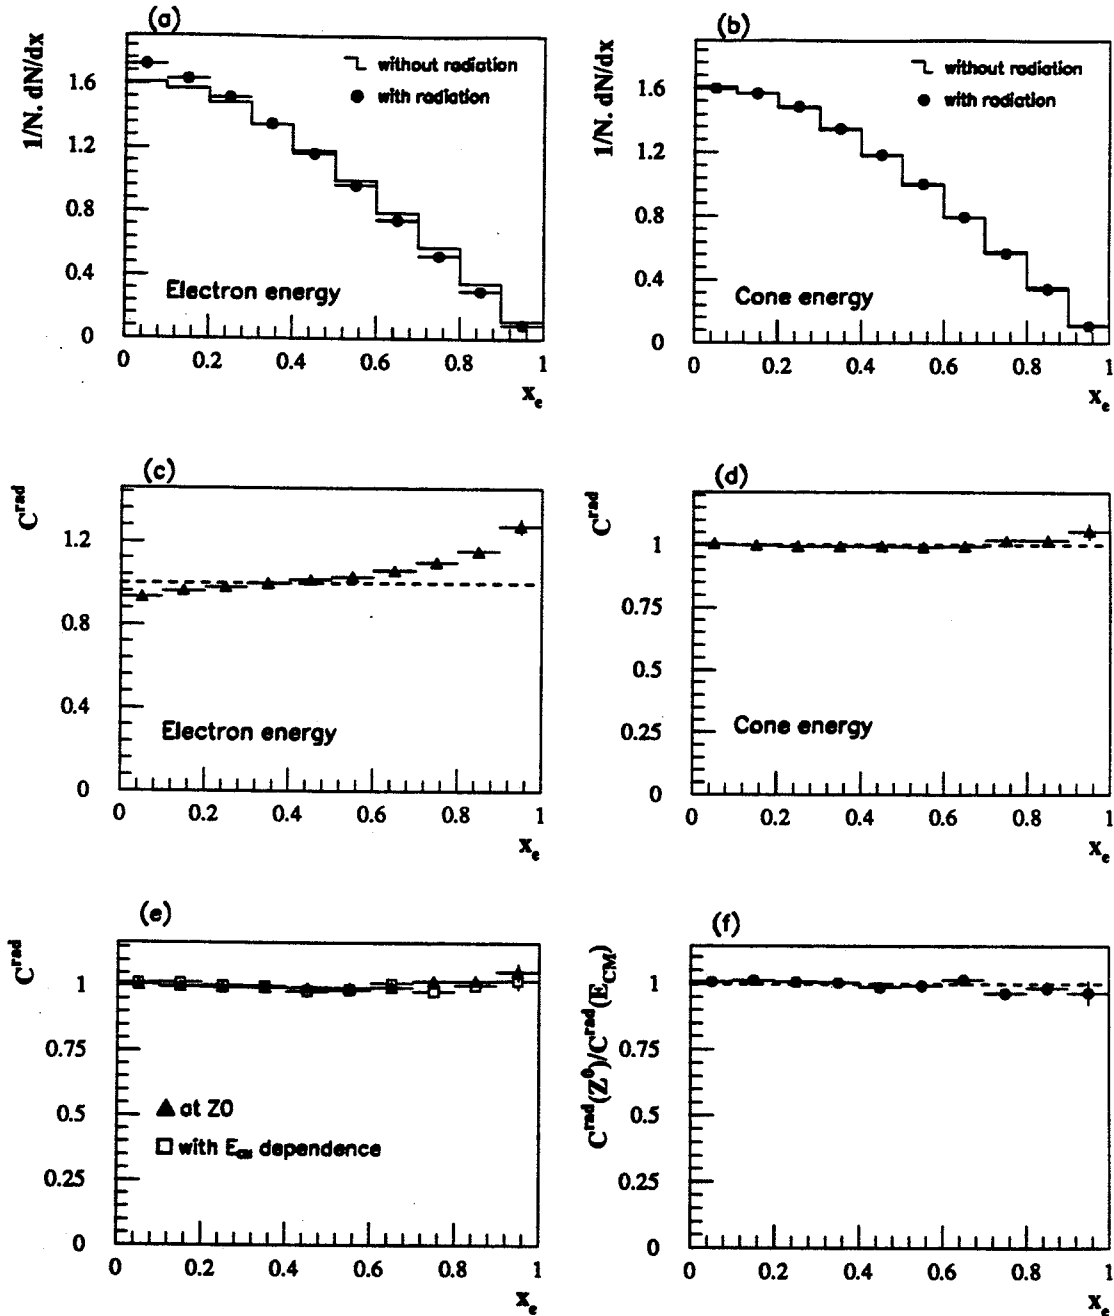 (a)
1/N. dN/dx
without radiation
with radiation
1.6
1.2
0.8
0.4
0
Electron energy
0 0.2 0.4 0.6 0.8 1
x_e
(b)
1/N. dN/dx
without radiation
with radiation
1.6
1.2
0.8
0.4
0
Cone energy
0 0.2 0.4 0.6 0.8 1
x_e
(c)
C^rad
1.2
0.8
0.4
0
Electron energy
0 0.2 0.4 0.6 0.8 1
x_e
(d)
C^rad
1
0.75
0.5
0.25
0
Cone energy
0 0.2 0.4 0.6 0.8 1
x_e
(e)
C^rad
1
0.75
0.5
0.25
0
at Z0
with E_CM dependence
0 0.2 0.4 0.6 0.8 1
x_e
(f)
C^rad(Z^0)/C^rad(E_CM)
1
0.75
0.5
0.25
0
0 0.2 0.4 0.6 0.8 1
x_e